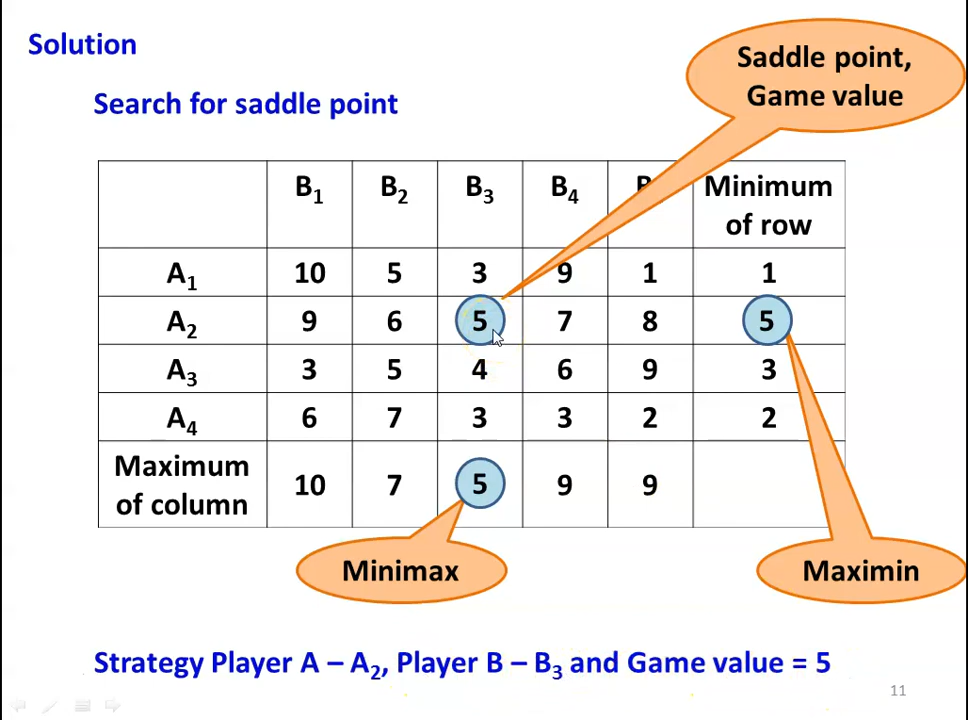 Solution
Saddle point,
Game value
Search for saddle point
B₁ B₂ B₃ B₄ B Minimum
of row
A₁ 10 5 3 9 1 1
A₂ 9 6 5 7 8 5
A₃ 3 5 4 6 9 3
A₄ 6 7 3 3 2 2
Maximum
of column 10 7 5 9 9
Minimax Maximin
Strategy Player A – A₂, Player B – B₃ and Game value = 5
11